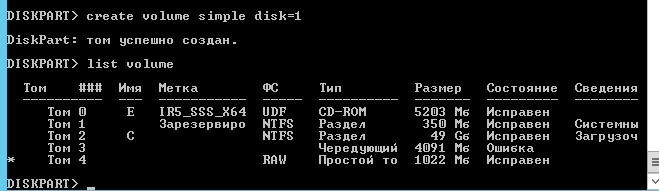 DISKPART> create volume simple disk=1
DiskPart: том успешно создан.
DISKPART> list volume
Том ### Имя Метка ФС Тип Размер Состояние Сведения
---------- --- ----------- ----- ---------- ------- --------- --------
Том 0 E IR5_SSS_X64 UDF CD-ROM 5203 Мб Исправен
Том 1 Зарезервиро NTFS Раздел 350 Мб Исправен Системны
Том 2 C NTFS Раздел 49 Gб Исправен Загрузоч
Том 3 Чередующий 4091 Мб Ошибка
* Том 4 RAW Простой то 1022 Мб Исправен
DISKPART> _